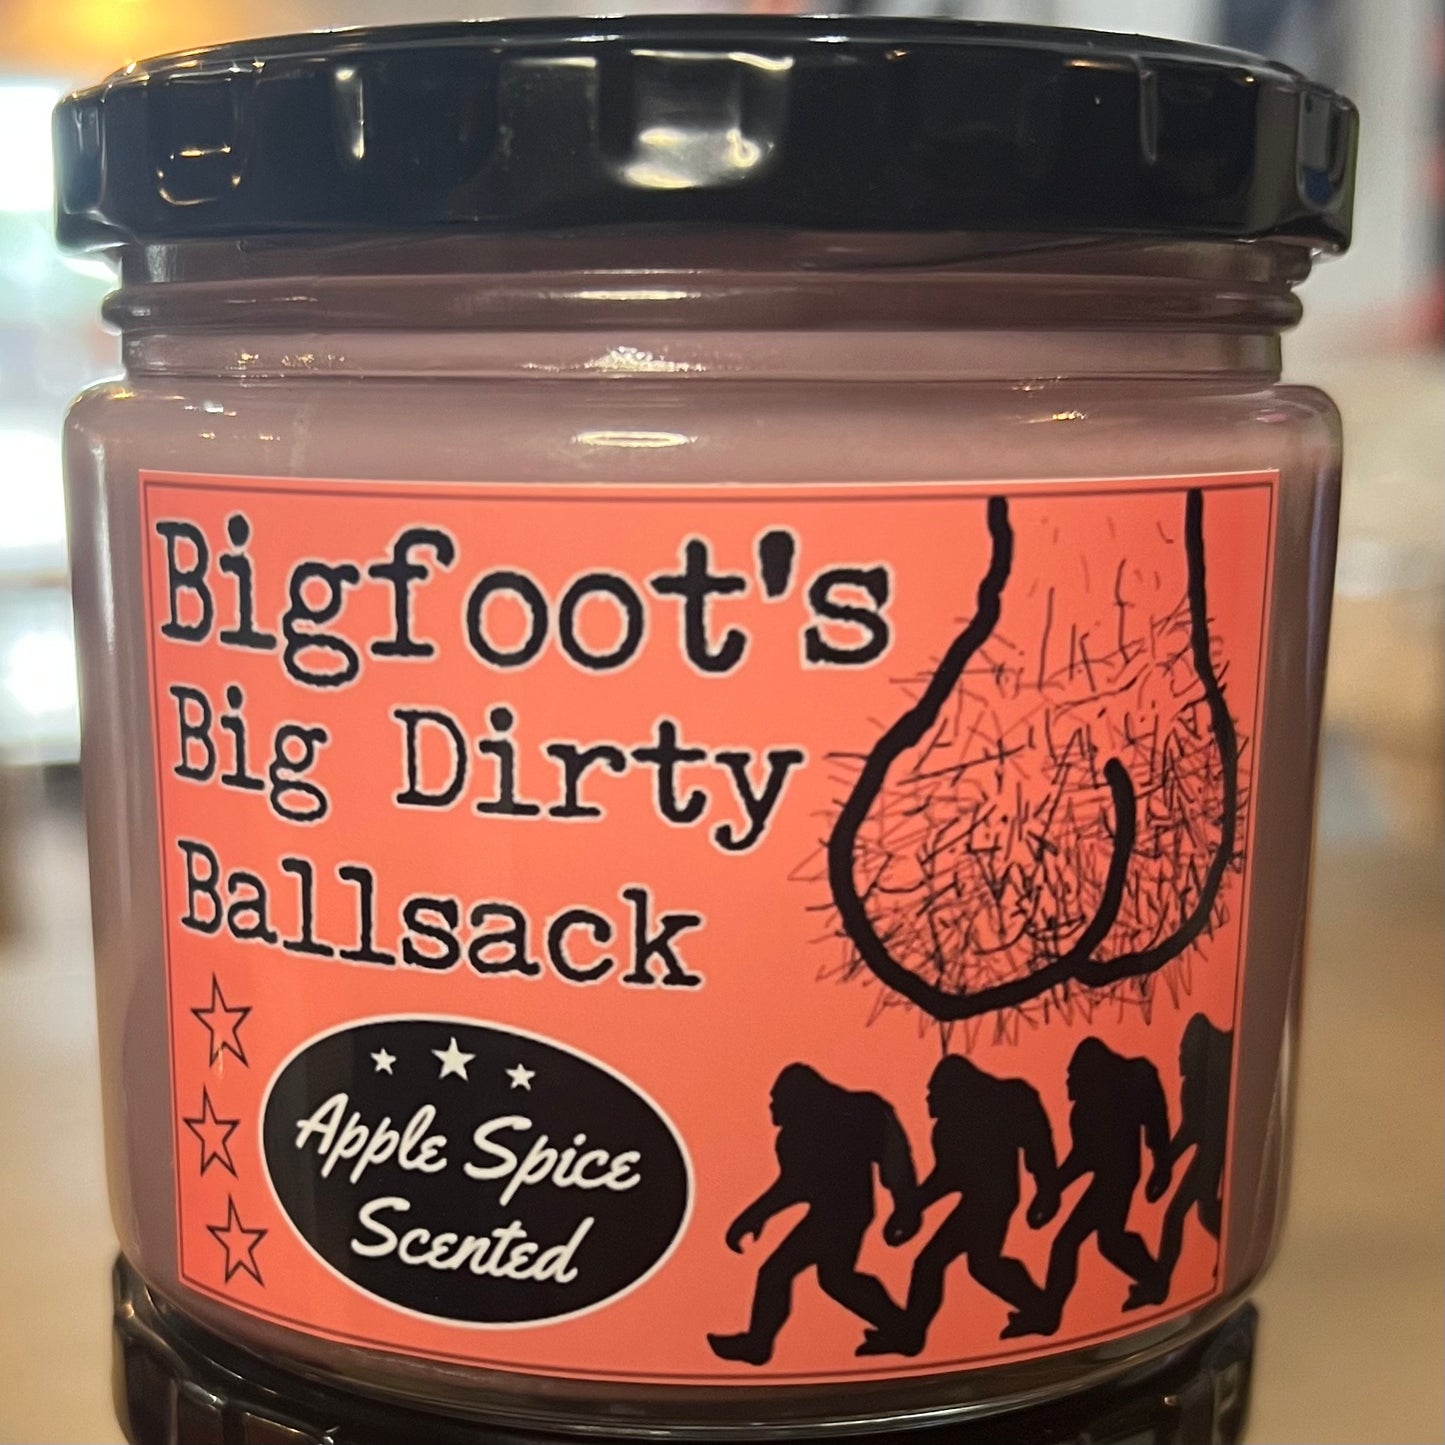 Bigfoot's
Big Dirty
Ballsack
Apple Spice
Scented